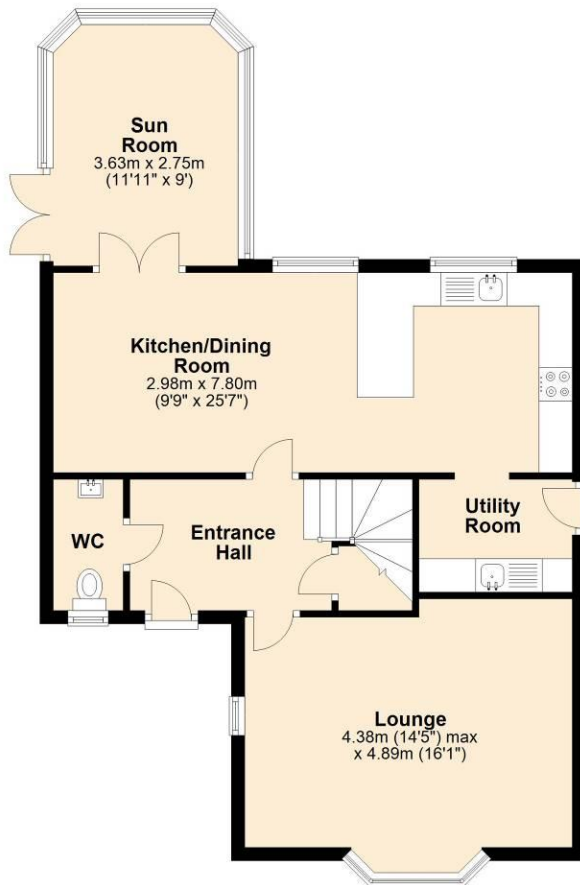 Sun
Room
3.63m x 2.75m
(11'11" x 9')
Kitchen/Dining
Room
2.98m x 7.80m
(9'9" x 25'7")
WC
Entrance
Hall
Utility
Room
Lounge
4.38m (14'5") max
x 4.89m (16'1")